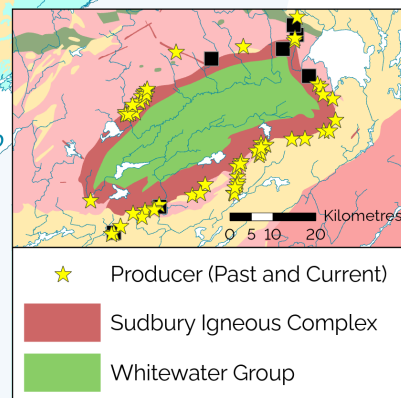 Kilometres
0 5 10 20
Producer (Past and Current)
Sudbury Igneous Complex
Whitewater Group